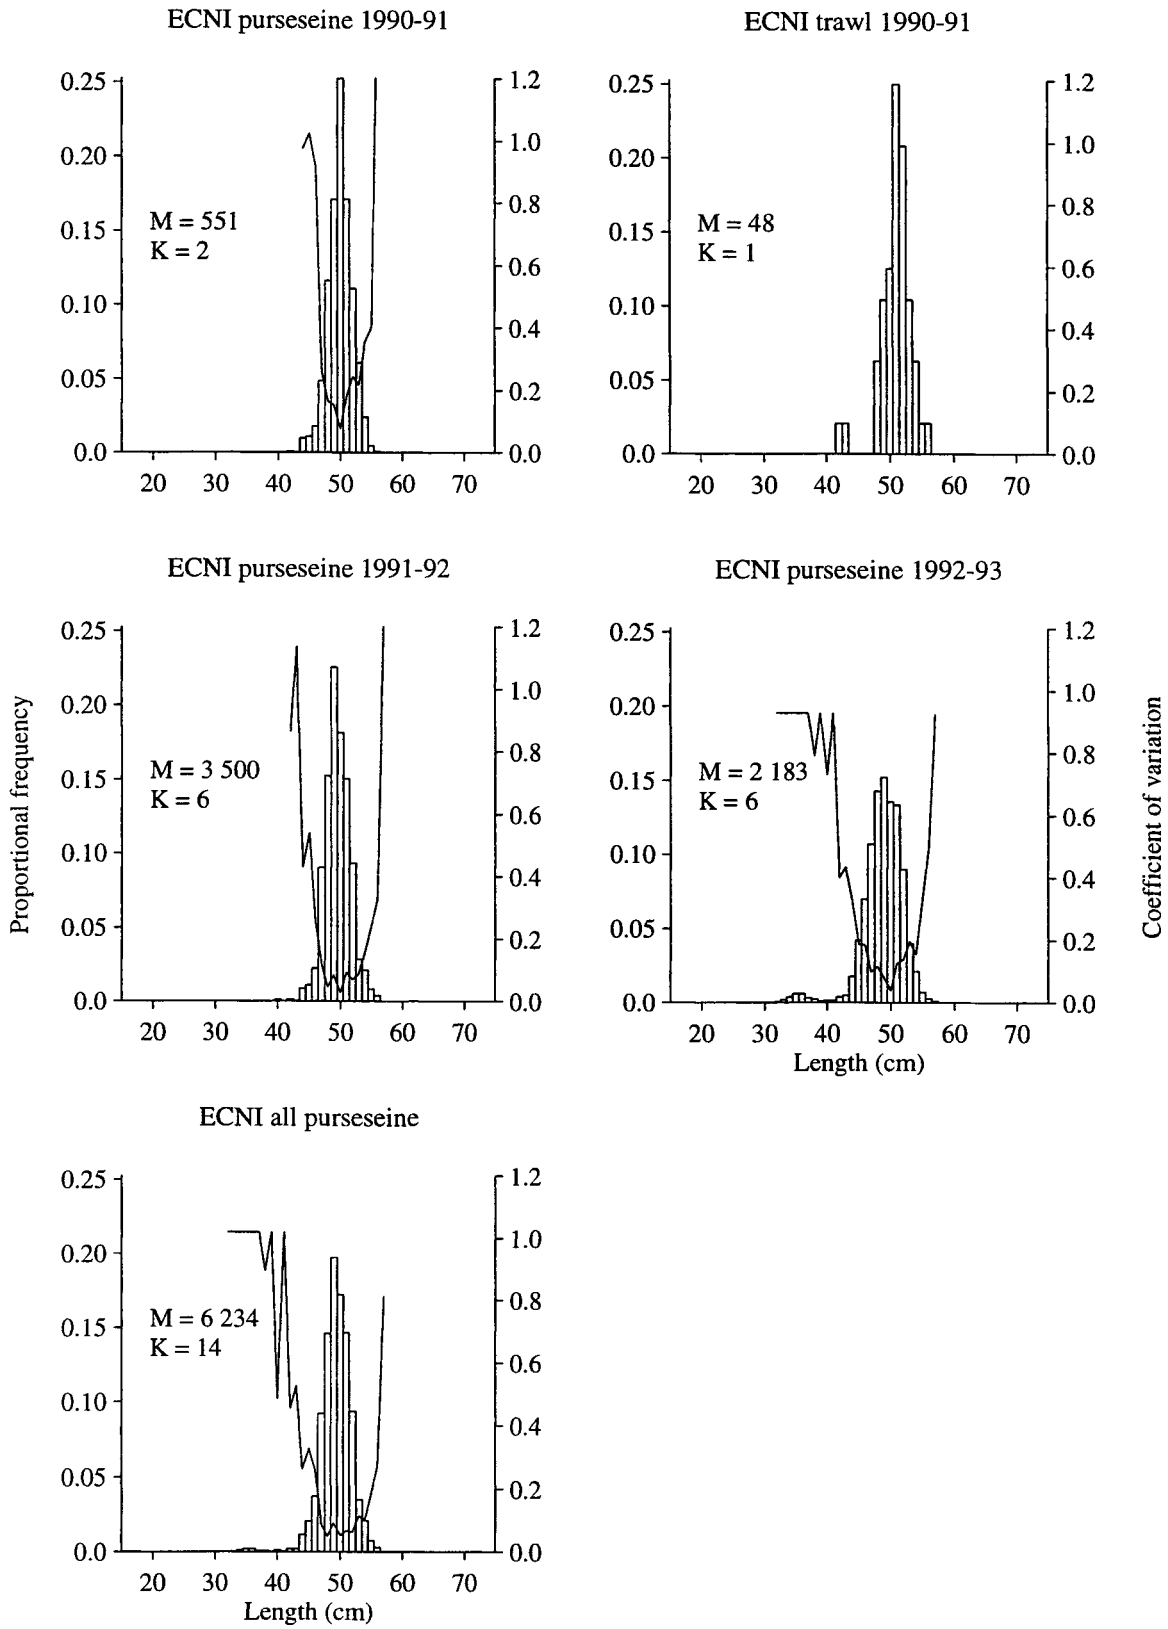 ECNI purseseine 1990-91
0.25
0.20
0.15
0.10
0.05
0.0
1.2
1.0
0.8
0.6
0.4
0.2
0.0
M = 551
K = 2
20 30 40 50 60 70
ECNI trawl 1990-91
0.25
0.20
0.15
0.10
0.05
0.0
1.2
1.0
0.8
0.6
0.4
0.2
0.0
M = 48
K = 1
20 30 40 50 60 70
ECNI purseseine 1991-92
Proportional frequency
0.25
0.20
0.15
0.10
0.05
0.0
1.2
1.0
0.8
0.6
0.4
0.2
0.0
M = 3 500
K = 6
20 30 40 50 60 70
ECNI purseseine 1992-93
0.25
0.20
0.15
0.10
0.05
0.0
1.2
1.0
0.8
0.6
0.4
0.2
0.0
Coefficient of variation
M = 2 183
K = 6
20 30 40 50 60 70
Length (cm)
ECNI all purseseine
0.25
0.20
0.15
0.10
0.05
0.0
1.2
1.0
0.8
0.6
0.4
0.2
0.0
M = 6 234
K = 14
20 30 40 50 60 70
Length (cm)